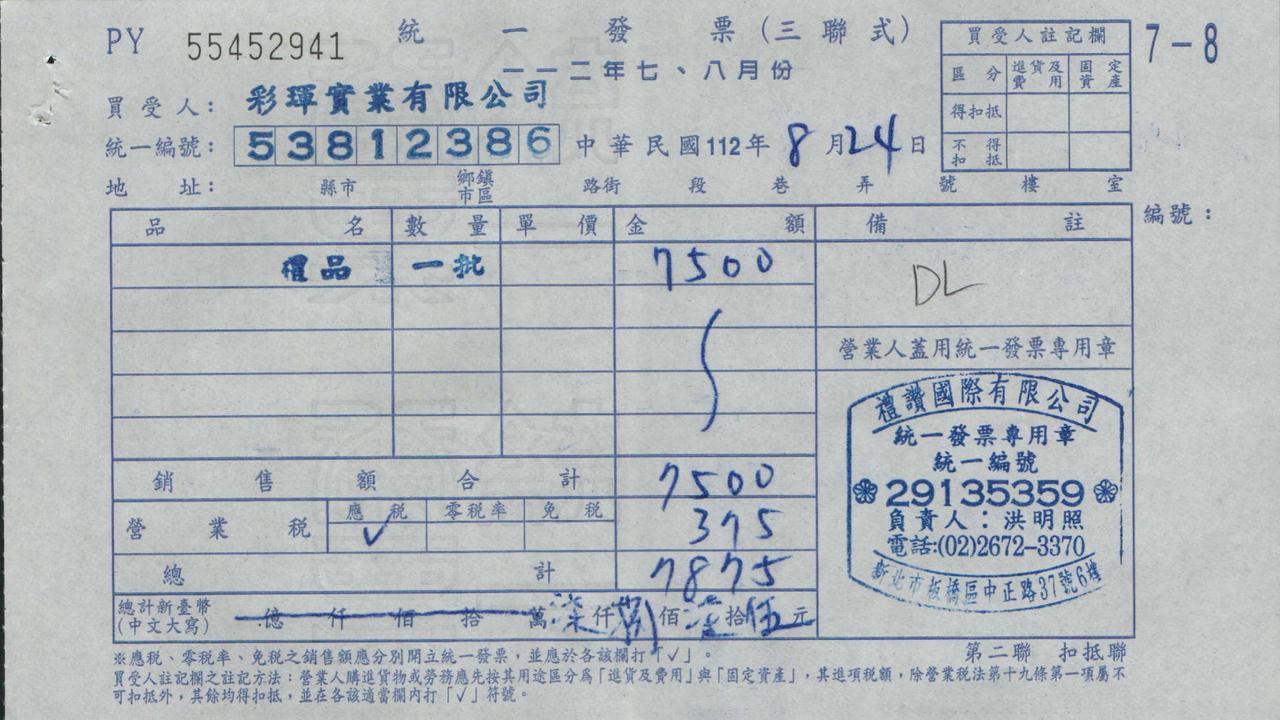 PY 55452941 統一發票(三聯式)
一一二年七、八月份
7-8
買受人註記欄
區分 進貨及費用 固定資產
得扣抵
不得扣抵
買受人: 彩琿實業有限公司
統一編號: 53812386 中華民國112年8月24日
地址: 縣市 鄉鎮市區 路街 段 巷 弄 號 樓 室
品名 數量 單價 金額 備註
編號:
禮品 一批 7500 DL
營業人蓋用統一發票專用章
銷售額合計 7500
營業稅 應稅 ✓ 零稅率 免稅 375
總計 7875
總計新臺幣(中文大寫) 億仟佰拾萬柒仟捌佰柒拾伍元
禮讚國際有限公司
統一發票專用章
統一編號
29135359
負責人:洪明照
電話:(02)2672-3370
新北市板橋區中正路37號6樓
※應稅、零稅率、免稅之銷售額應分別開立統一發票,並應於各該欄打「✓」。
第二聯 扣抵聯
買受人註記欄之註記方法:營業人購進貨物或勞務應先按其用途區分為「進貨及費用」與「固定資產」,其進項稅額,除營業稅法第十九條第一項屬不
可扣抵外,其餘均得扣抵,並在各該適當欄內打「✓」符號。